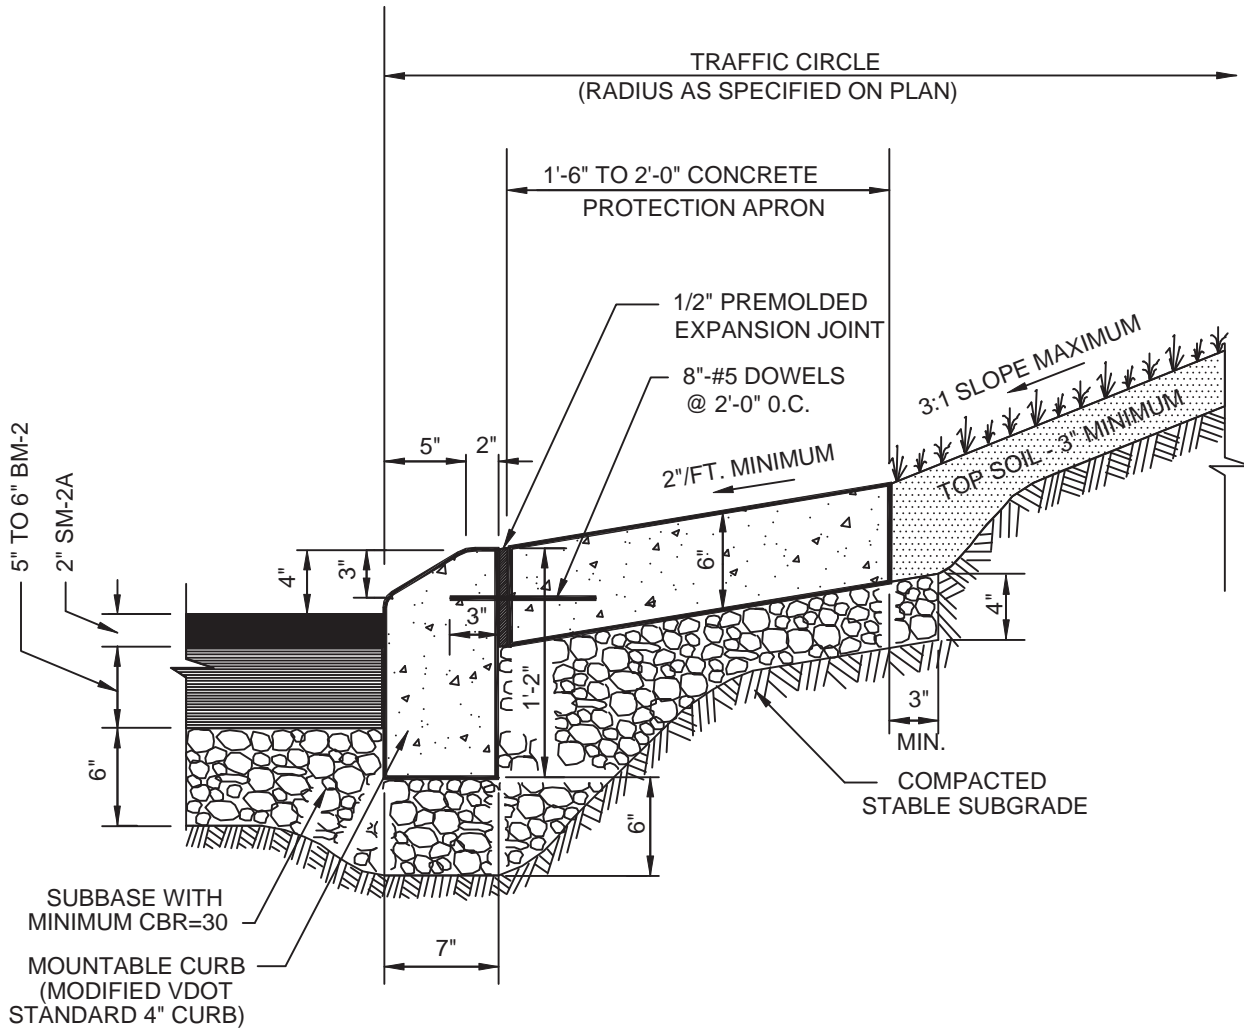 TRAFFIC CIRCLE
(RADIUS AS SPECIFIED ON PLAN)
1'-6" TO 2'-0" CONCRETE
PROTECTION APRON
1/2" PREMOLDED
EXPANSION JOINT
8"-#5 DOWELS
@ 2'-0" 0.C.
3:1 SLOPE MAXIMUM
TOP SOIL - 3" MINIMUM
2"/FT. MINIMUM
5"
2"
5" TO 6" BM-2
2" SM-2A
4"
3"
6"
3"
1'-2"
4"
3"
MIN.
6"
6"
COMPACTED
STABLE SUBGRADE
SUBBASE WITH
MINIMUM CBR=30
7"
MOUNTABLE CURB
(MODIFIED VDOT
STANDARD 4" CURB)